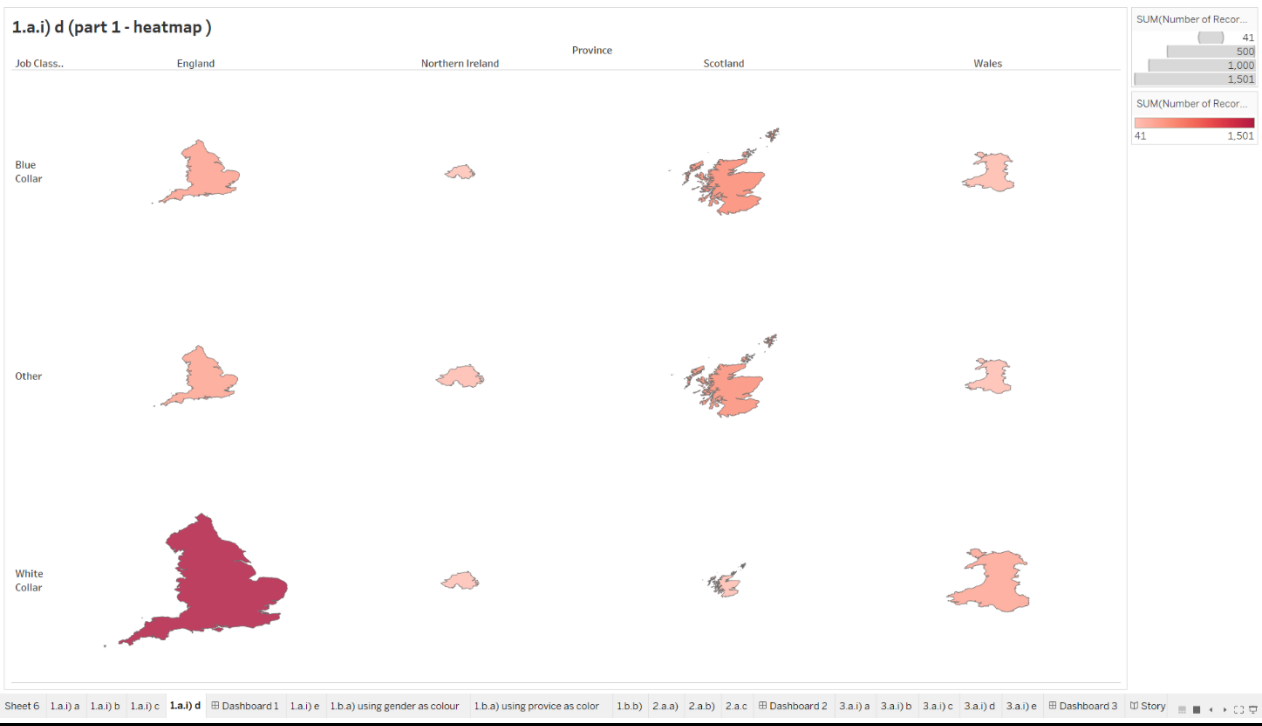 1.a.i) d (part 1 - heatmap )
Province
Job Class.. England Northern Ireland Scotland Wales
Blue
Collar
Other
White
Collar
SUM(Number of Recor...
41
500
1,000
1,501
SUM(Number of Recor...
41 1,501
Sheet 6 1.a.i) a 1.a.i) b 1.a.i) c 1.a.i) d Dashboard 1 1.a.i) e 1.b.a) using gender as colour 1.b.a) using provice as color 1.b.b) 2.a.a) 2.a.b) 2.a.c Dashboard 2 3.a.i) a 3.a.i) b 3.a.i) c 3.a.i) d 3.a.i) e Dashboard 3 Story